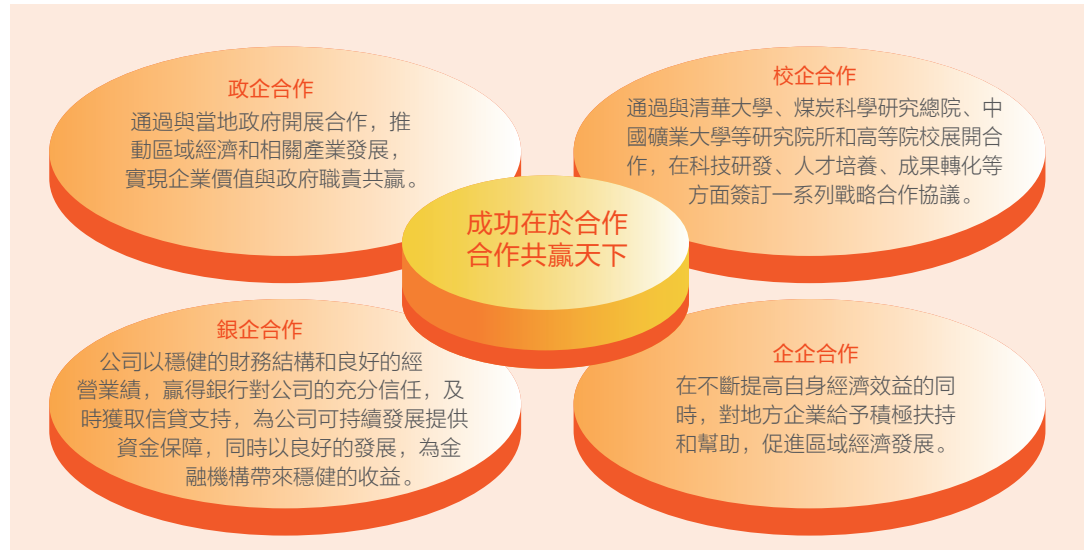 政企合作
通過與當地政府開展合作，推
動區域經濟和相關產業發展，
實現企業價值與政府職責共贏。
校企合作
通過與清華大學、煤炭科學研究總院、中
國礦業大學等研究院所和高等院校展開合
作，在科技研發、人才培養、成果轉化等
方面簽訂一系列戰略合作協議。
成功在於合作
合作共贏天下
銀企合作
公司以穩健的財務結構和良好的經
營業績，贏得銀行對公司的充分信任，及
時獲取信貸支持，為公司可持續發展提供
資金保障，同時以良好的發展，為金
融機構帶來穩健的收益。
企企合作
在不斷提高自身經濟效益的同
時，對地方企業給予積極扶持
和幫助，促進區域經濟發展。